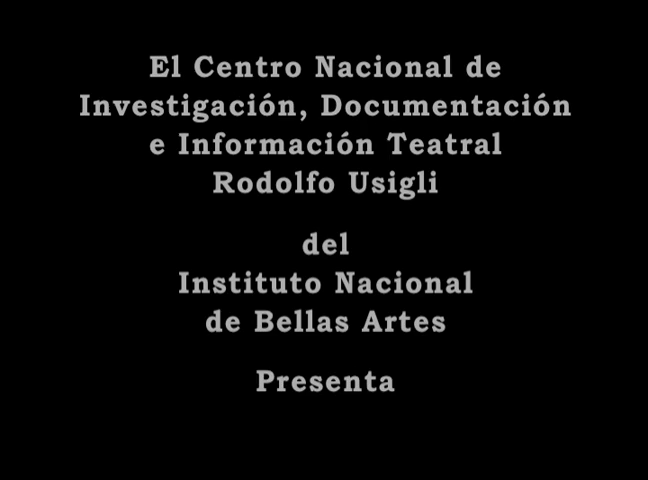 El Centro Nacional de
Investigación, Documentación
e Información Teatral
Rodolfo Usigli
del
Instituto Nacional
de Bellas Artes
Presenta